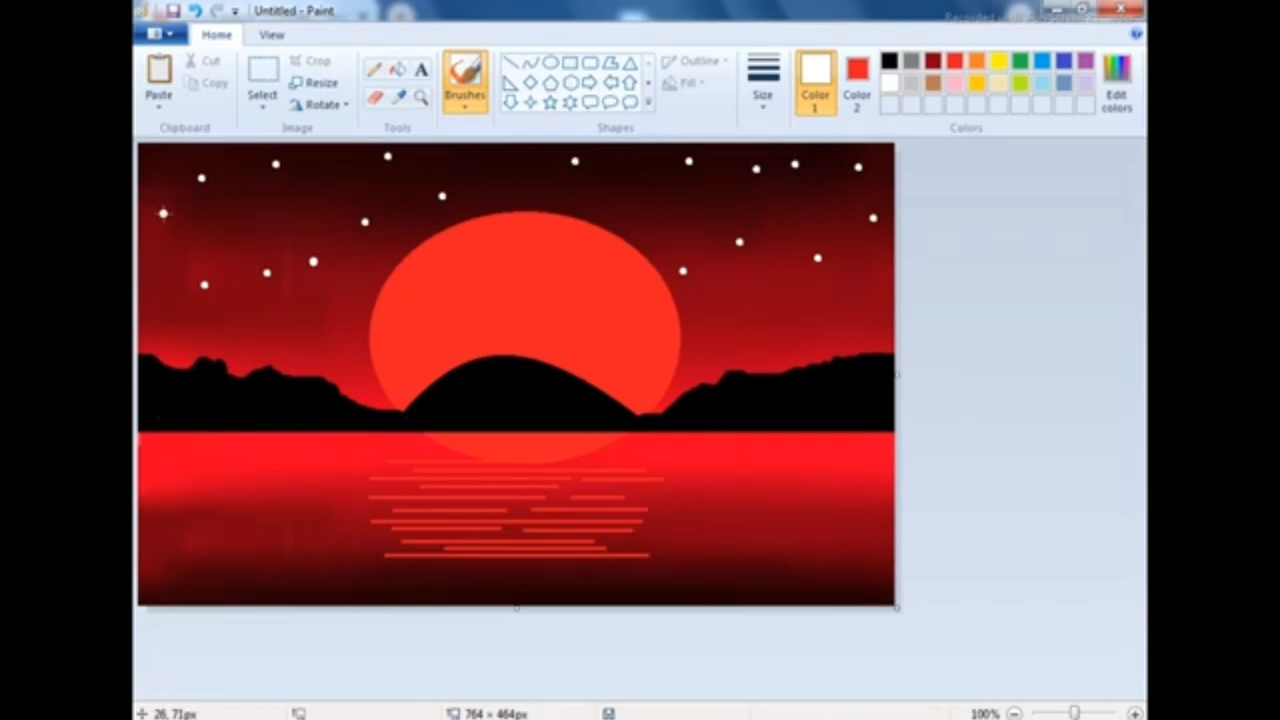 Untitled - Paint
Home View
Paste
Cut
Copy
Clipboard
Select
Crop
Resize
Rotate
Image
Tools
Brushes
Outline
Fill
Shapes
Size
Color 1
Color 2
Edit colors
Colors
26, 71px
764 × 464px
100%